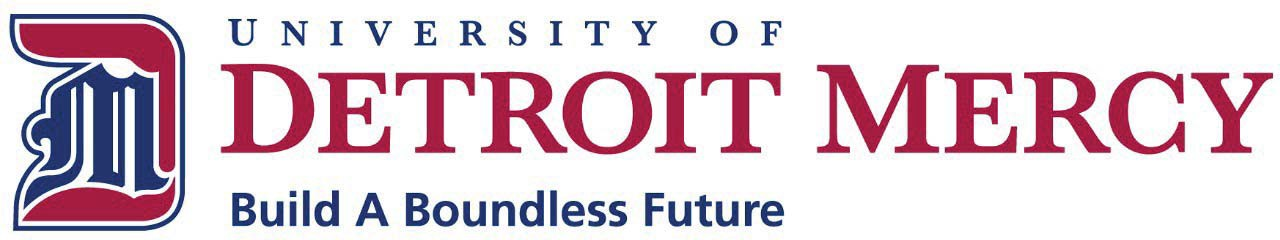 UNIVERSITY OF
DETROIT MERCY
Build A Boundless Future